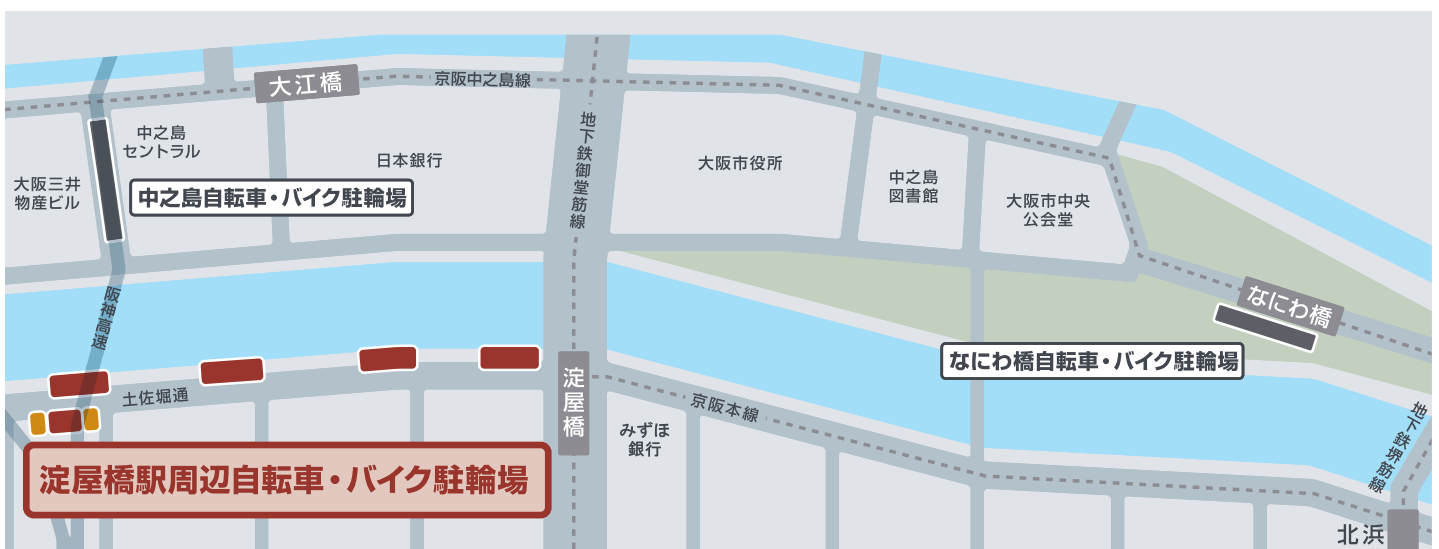 大江橋
京阪中之島線
地下鉄御堂筋線
中之島
セントラル
日本銀行
大阪市役所
大阪三井
物産ビル
中之島自転車・バイク駐輪場
中之島
図書館
大阪市中央
公会堂
阪神高速
なにわ橋
なにわ橋自転車・バイク駐輪場
土佐堀通
淀屋橋
京阪本線
みずほ
銀行
地下鉄堺筋線
淀屋橋駅周辺自転車・バイク駐輪場
北浜